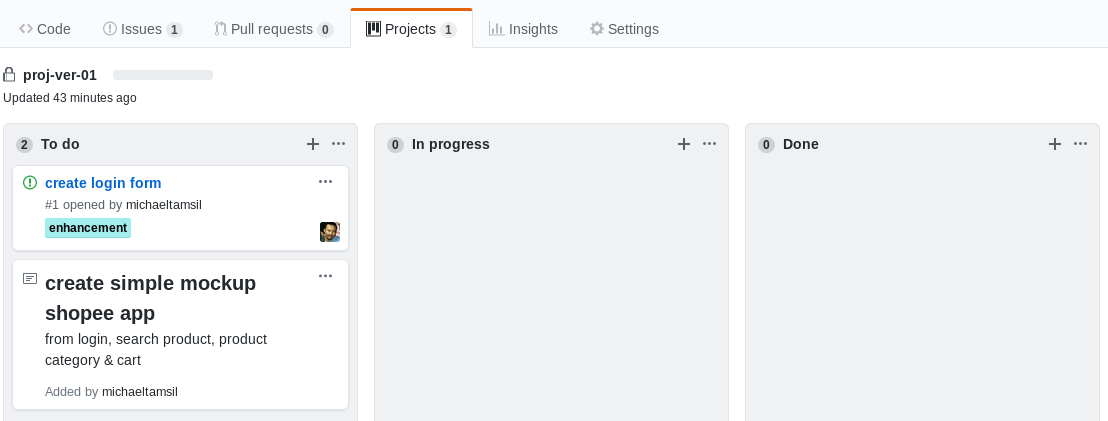 Code Issues 1 Pull requests 0 Projects 1 Insights Settings
proj-ver-01
Updated 43 minutes ago
2 To do
create login form
#1 opened by michaeltamsil
enhancement
create simple mockup
shopee app
from login, search product, product
category & cart
Added by michaeltamsil
0 In progress
0 Done